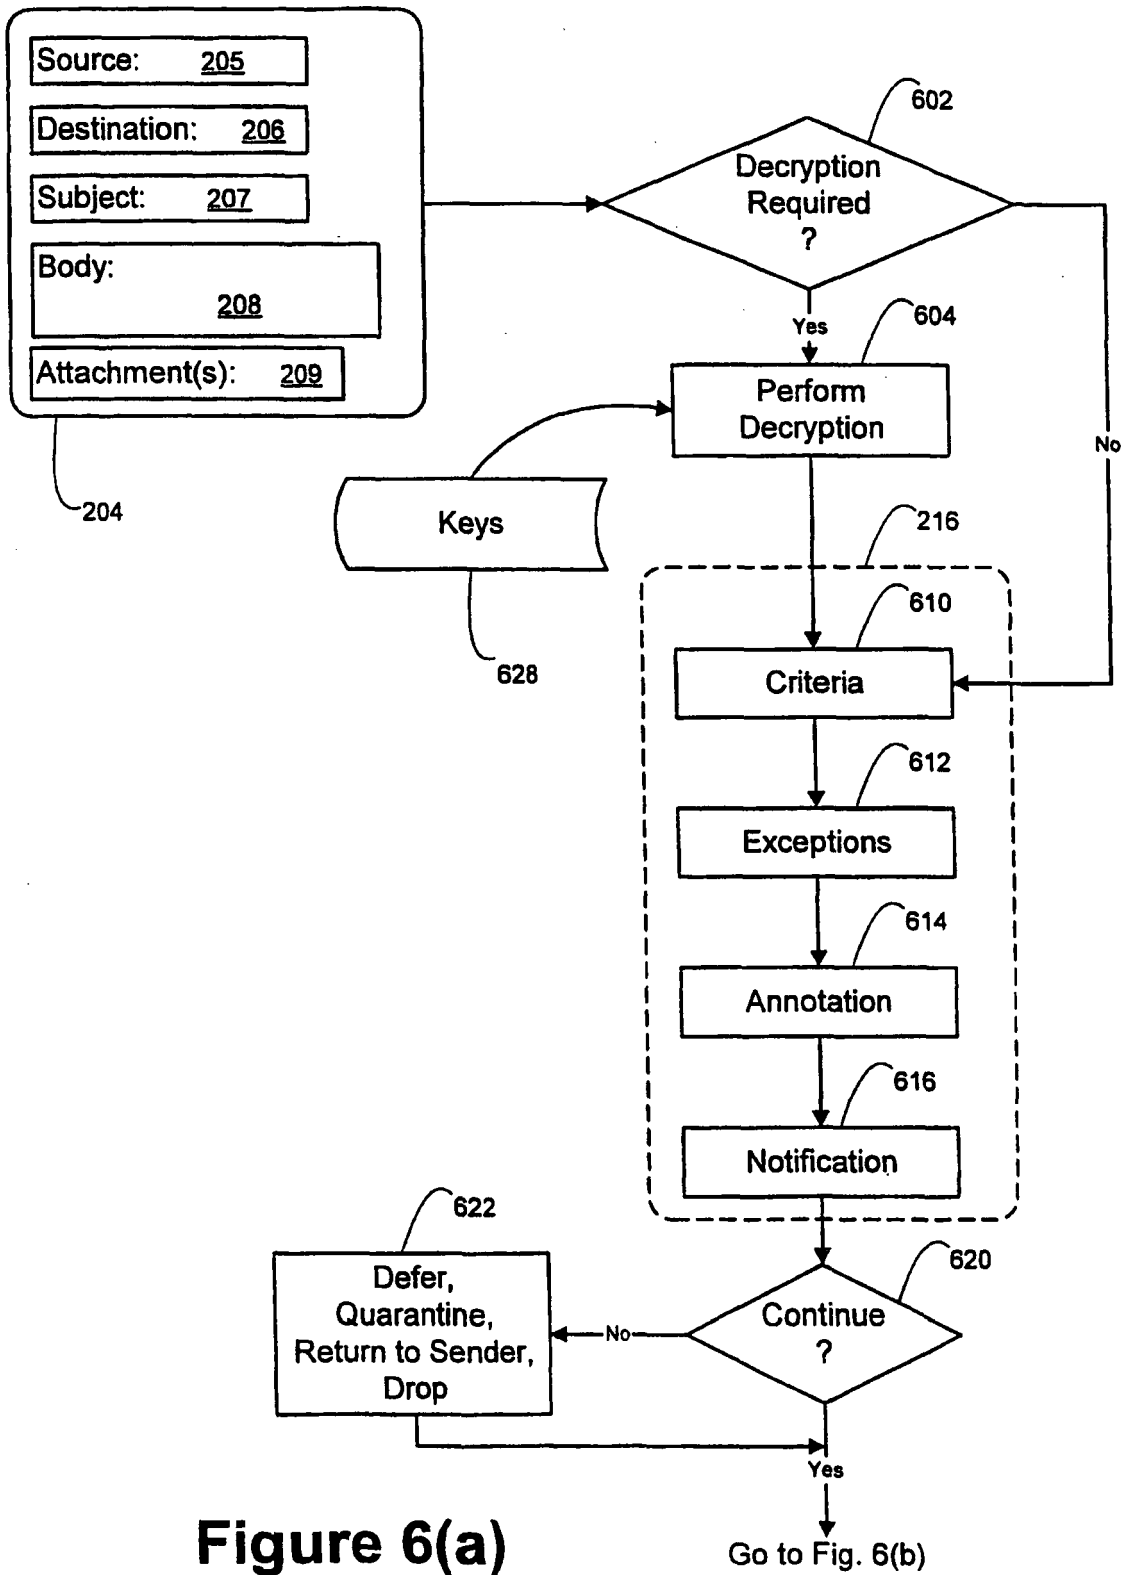 Source: 205
Destination: 206
Subject: 207
Body:
208
Attachment(s): 209
204
602
Decryption
Required
?
Yes
No
604
Perform
Decryption
Keys
628
216
610
Criteria
612
Exceptions
614
Annotation
616
Notification
620
Continue
?
No
622
Defer,
Quarantine,
Return to Sender,
Drop
Yes
Go to Fig. 6(b)
Figure 6(a)